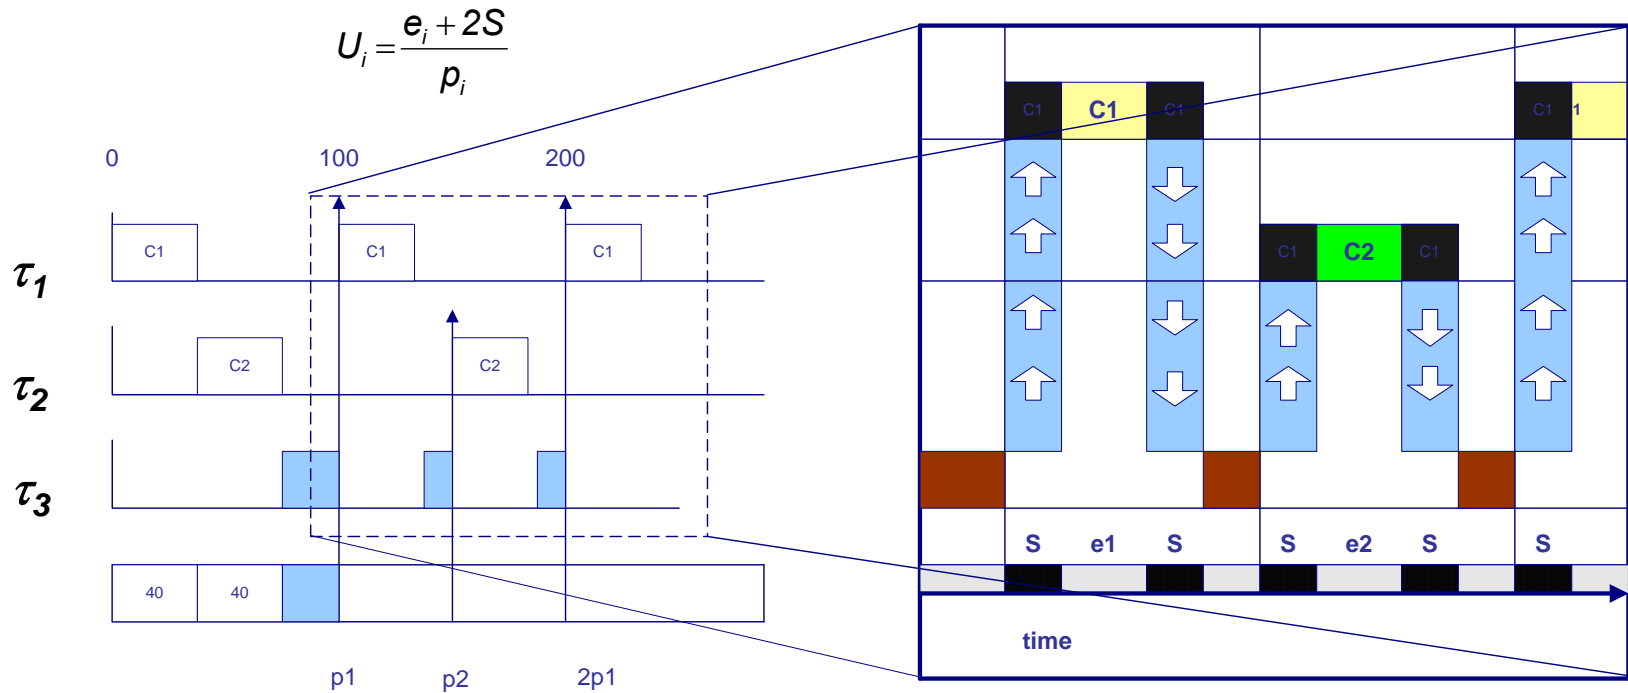 U_i = (e_i + 2S) / p_i
0 100 200
τ1 C1 C1 C1
τ2 C2 C2
τ3
40 40
p1 p2 2p1
C1 C1 C1 C1 1
C1 C2 C1
S e1 S S e2 S S
time